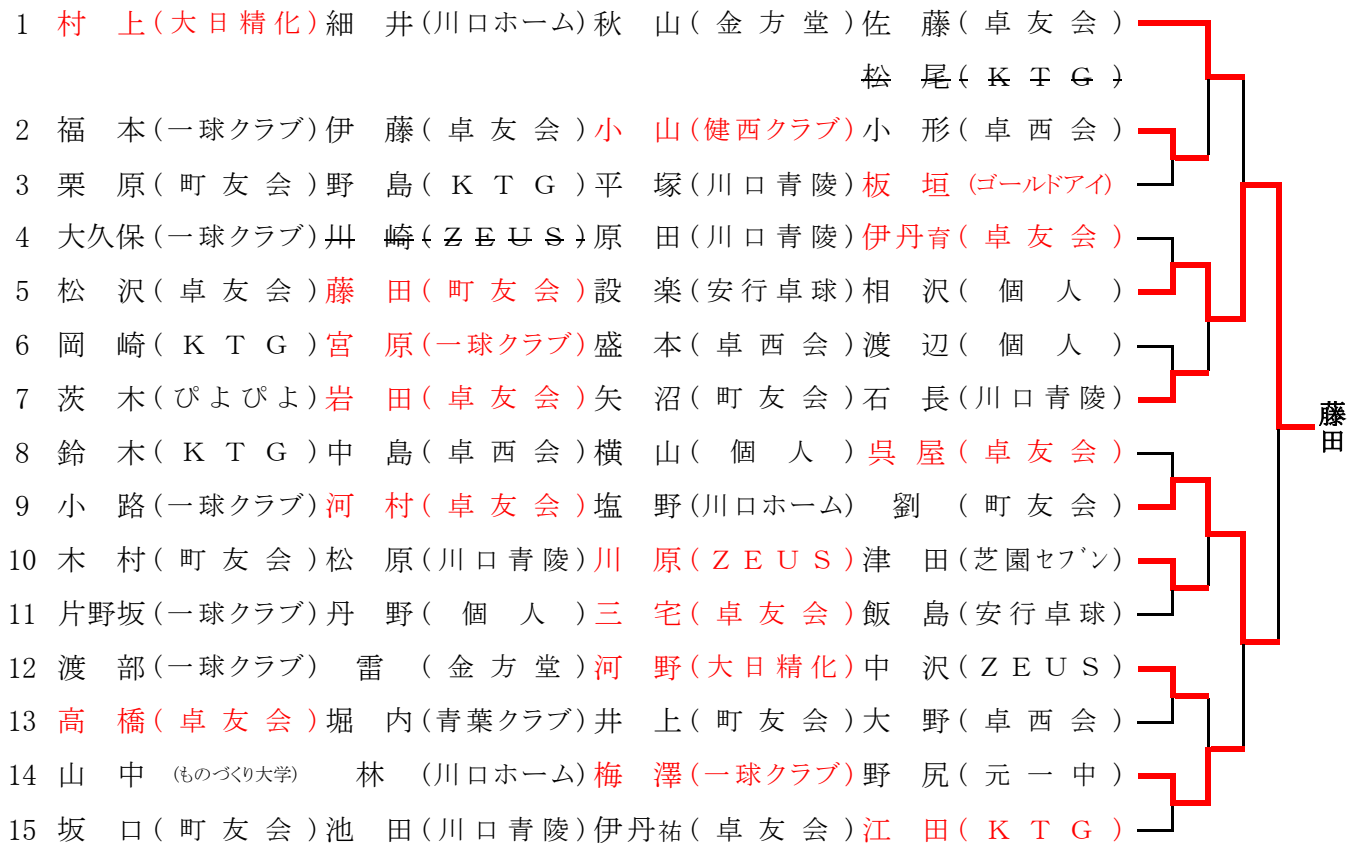 1 村 上(大日精化) 細 井(川口ホーム) 秋 山(金方堂) 佐 藤(卓友会)
松 尾(KTG)
2 福 本(一球クラブ) 伊 藤(卓友会) 小 山(健西クラブ) 小 形(卓西会)
3 栗 原(町友会) 野 島(KTG) 平 塚(川口青陵) 板 垣(ゴールドアイ)
4 大久保(一球クラブ) 川 崎(ZEUS) 原 田(川口青陵) 伊丹育(卓友会)
5 松 沢(卓友会) 藤 田(町友会) 設 楽(安行卓球) 相 沢(個人)
6 岡 崎(KTG) 宮 原(一球クラブ) 盛 本(卓西会) 渡 辺(個人)
7 茨 木(ぴよぴよ) 岩 田(卓友会) 矢 沼(町友会) 石 長(川口青陵)
藤田
8 鈴 木(KTG) 中 島(卓西会) 横 山(個人) 呉 屋(卓友会)
9 小 路(一球クラブ) 河 村(卓友会) 塩 野(川口ホーム) 劉(町友会)
10 木 村(町友会) 松 原(川口青陵) 川 原(ZEUS) 津 田(芝園セブン)
11 片野坂(一球クラブ) 丹 野(個人) 三 宅(卓友会) 飯 島(安行卓球)
12 渡 部(一球クラブ) 雷(金方堂) 河 野(大日精化) 中 沢(ZEUS)
13 高 橋(卓友会) 堀 内(青葉クラブ) 井 上(町友会) 大 野(卓西会)
14 山 中(ものづくり大学) 林(川口ホーム) 梅 澤(一球クラブ) 野 尻(元一中)
15 坂 口(町友会) 池 田(川口青陵) 伊丹祐(卓友会) 江 田(KTG)